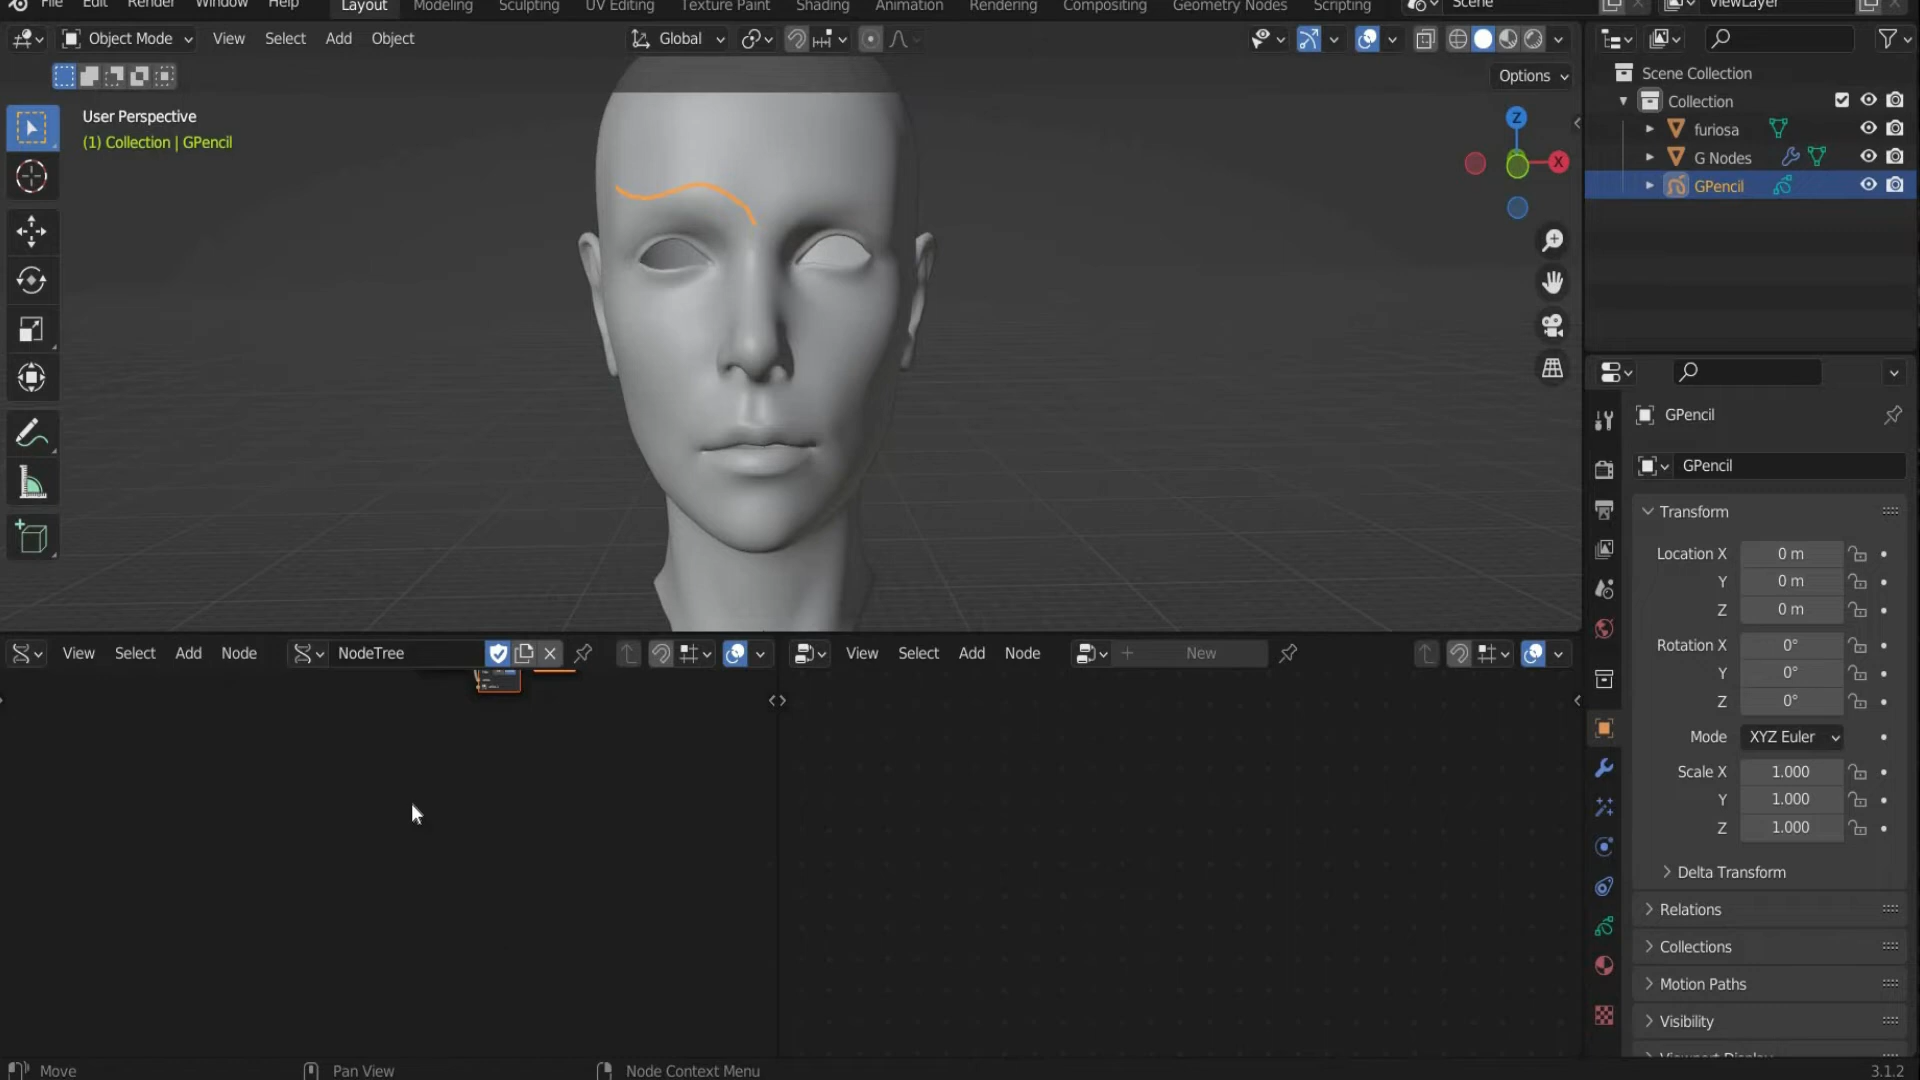 File Edit Render Window Help Layout Modeling Sculpting UV Editing Texture Paint Shading Animation Rendering Compositing Geometry Nodes Scripting Scene ViewLayer
Object Mode View Select Add Object Global
Options
User Perspective
(1) Collection | GPencil
Z
X
Scene Collection
Collection
furiosa
G Nodes
GPencil
GPencil
GPencil
Transform
Location X 0 m
Y 0 m
Z 0 m
Rotation X 0°
Y 0°
Z 0°
Mode XYZ Euler
Scale X 1.000
Y 1.000
Z 1.000
Delta Transform
Relations
Collections
Motion Paths
Visibility
Viewport Display
View Select Add Node NodeTree
View Select Add Node New
Move Pan View Node Context Menu 3.1.2